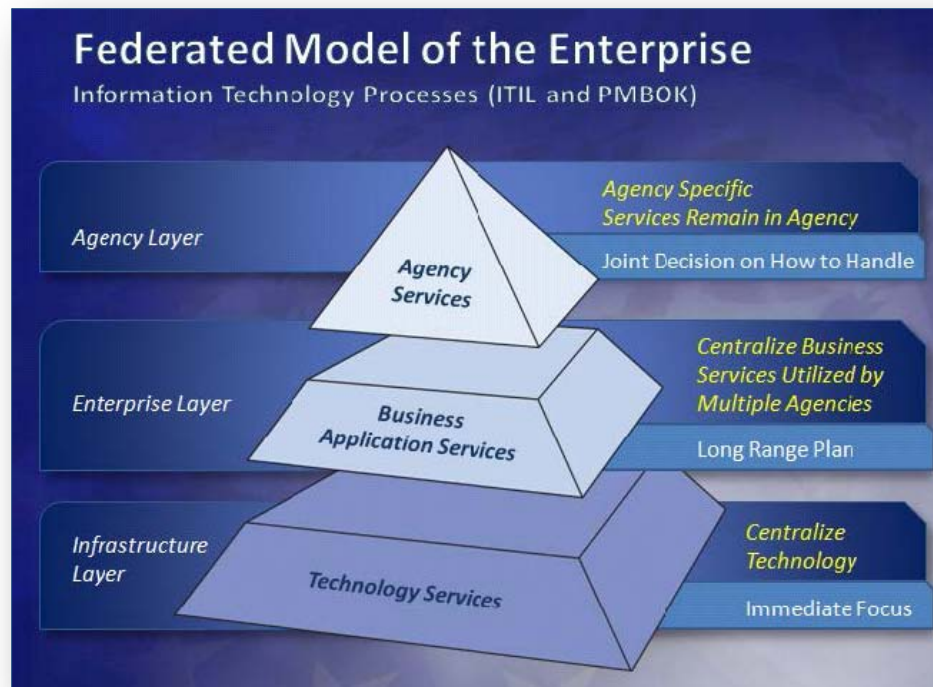 Federated Model of the Enterprise
Information Technology Processes (ITIL and PMBOK)
Agency Layer
Agency
Services
Agency Specific
Services Remain in Agency
Joint Decision on How to Handle
Enterprise Layer
Business
Application Services
Centralize Business
Services Utilized by
Multiple Agencies
Long Range Plan
Infrastructure
Layer
Technology Services
Centralize
Technology
Immediate Focus